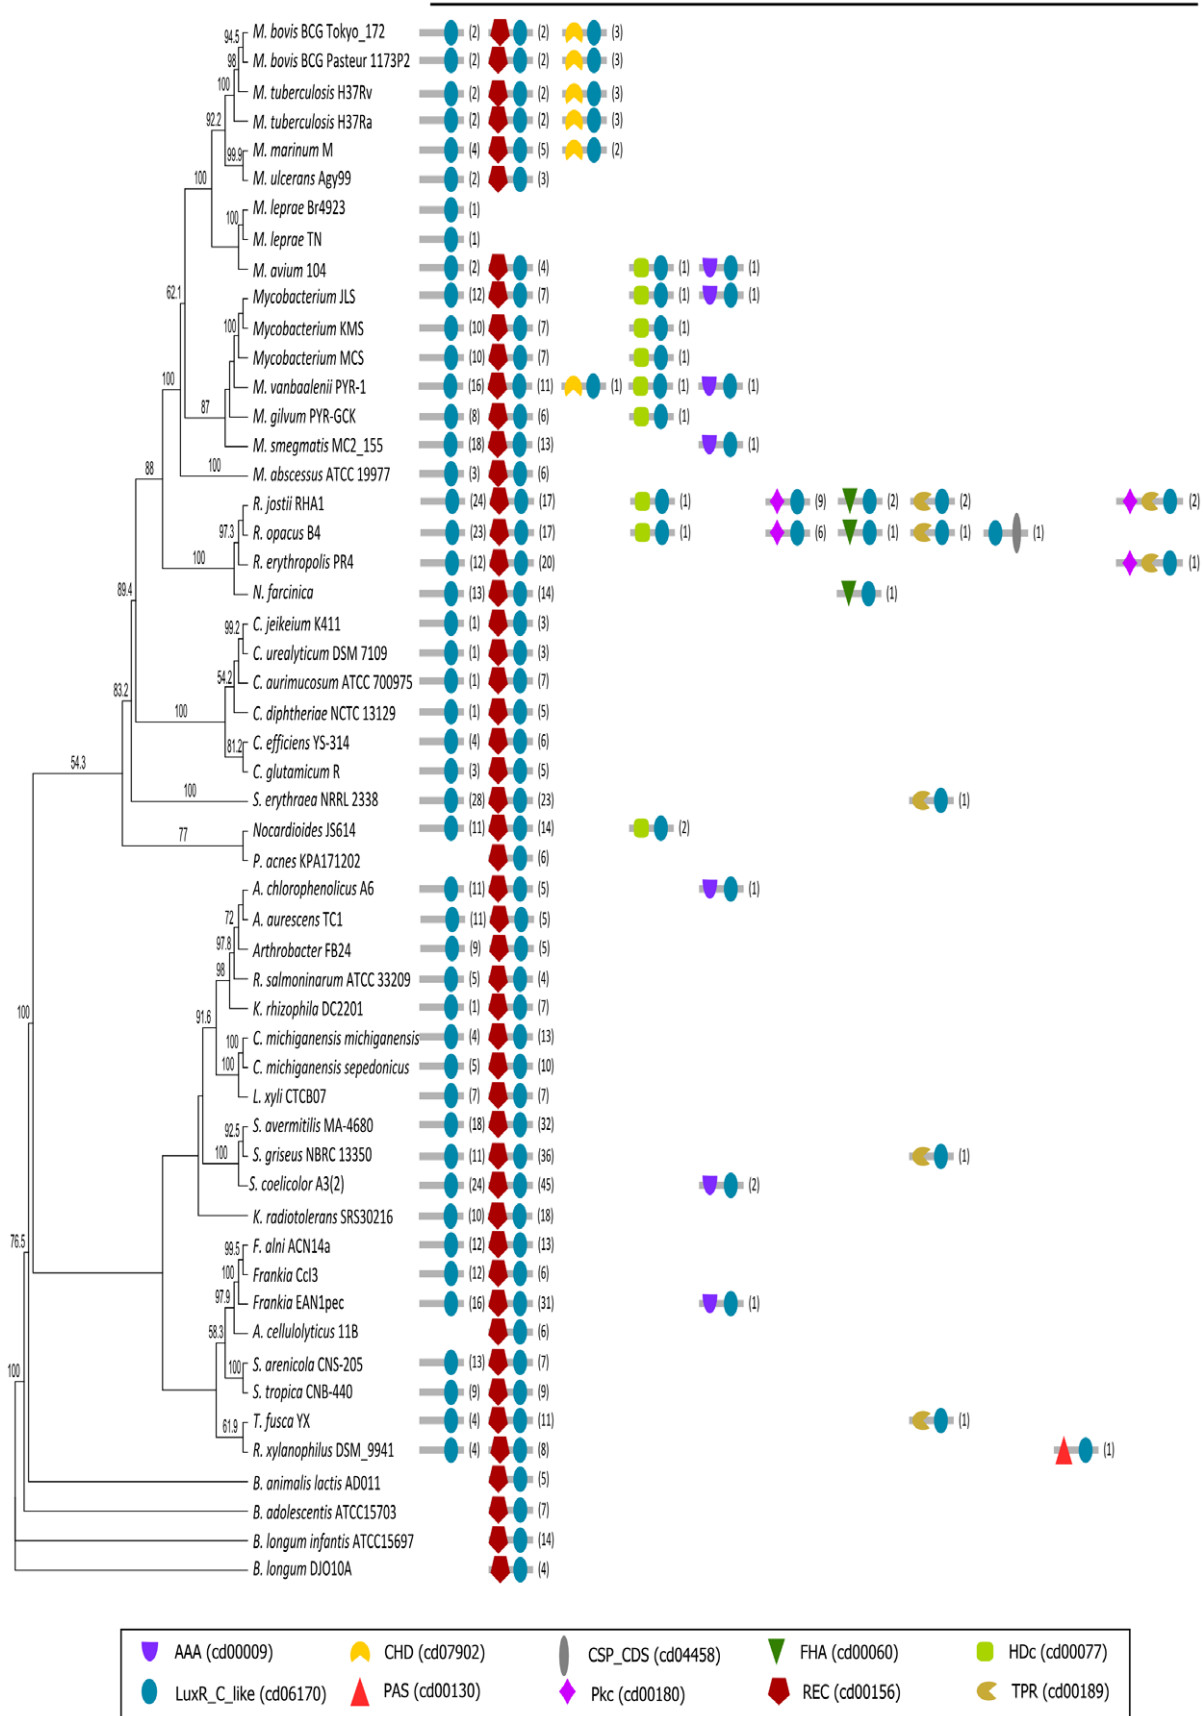 M. bovis BCG Tokyo_172 (2) (2) (3)
M. bovis BCG Pasteur 1173P2 (2) (2) (3)
M. tuberculosis H37Rv (2) (2) (3)
M. tuberculosis H37Ra (2) (2) (3)
M. marinum M (4) (5) (2)
M. ulcerans Agy99 (2) (3)
M. leprae Br4923 (1)
M. leprae TN (1)
M. avium 104 (2) (4) (1) (1)
Mycobacterium JLS (12) (7) (1) (1)
Mycobacterium KMS (10) (7) (1)
Mycobacterium MCS (10) (7) (1)
M. vanbaalenii PYR-1 (16) (11) (1) (1) (1)
M. gilvum PYR-GCK (8) (6) (1)
M. smegmatis MC2_155 (18) (13) (1)
M. abscessus ATCC 19977 (3) (6)
R. jostii RHA1 (24) (17) (1) (9) (2) (2) (2)
R. opacus B4 (23) (17) (1) (6) (1) (1) (1)
R. erythropolis PR4 (12) (20) (1)
N. farcinica (13) (14) (1)
C. jeikeium K411 (1) (3)
C. urealyticum DSM 7109 (1) (3)
C. aurimucosum ATCC 700975 (1) (7)
C. diphtheriae NCTC 13129 (1) (5)
C. efficiens YS-314 (4) (6)
C. glutamicum R (3) (5)
S. erythraea NRRL 2338 (28) (23) (1)
Nocardioides JS614 (11) (14) (2)
P. acnes KPA171202 (6)
A. chlorophenolicus A6 (11) (5) (1)
A. aurescens TC1 (11) (5)
Arthrobacter FB24 (9) (5)
R. salmoninarum ATCC 33209 (5) (4)
K. rhizophila DC2201 (1) (7)
C. michiganensis michiganensis (4) (13)
C. michiganensis sepedonicus (5) (10)
L. xyli CTCB07 (7) (7)
S. avermitilis MA-4680 (18) (32)
S. griseus NBRC 13350 (11) (36) (1)
S. coelicolor A3(2) (24) (45) (2)
K. radiotolerans SRS30216 (10) (18)
F. alni ACN14a (12) (13)
Frankia CcI3 (12) (6)
Frankia EAN1pec (16) (31) (1)
A. cellulolyticus 11B (6)
S. arenicola CNS-205 (13) (7)
S. tropica CNB-440 (9) (9)
T. fusca YX (4) (11) (1)
R. xylanophilus DSM_9941 (4) (8) (1)
B. animalis lactis AD011 (5)
B. adolescentis ATCC15703 (7)
B. longum infantis ATCC15697 (14)
B. longum DJO10A (4)
94.5
98
100
92.2
99.9
100
100
62.1
100
100
87
100
88
97.3
100
89.4
99.2
54.2
83.2
100
81.2
54.3
100
77
72
97.8
98
91.6
100
100
100
92.5
100
76.5
99.5
100
97.9
58.3
100
61.9
100
AAA (cd00009) CHD (cd07902) CSP_CDS (cd04458) FHA (cd00060) HDc (cd00077)
LuxR_C_like (cd06170) PAS (cd00130) Pkc (cd00180) REC (cd00156) TPR (cd00189)